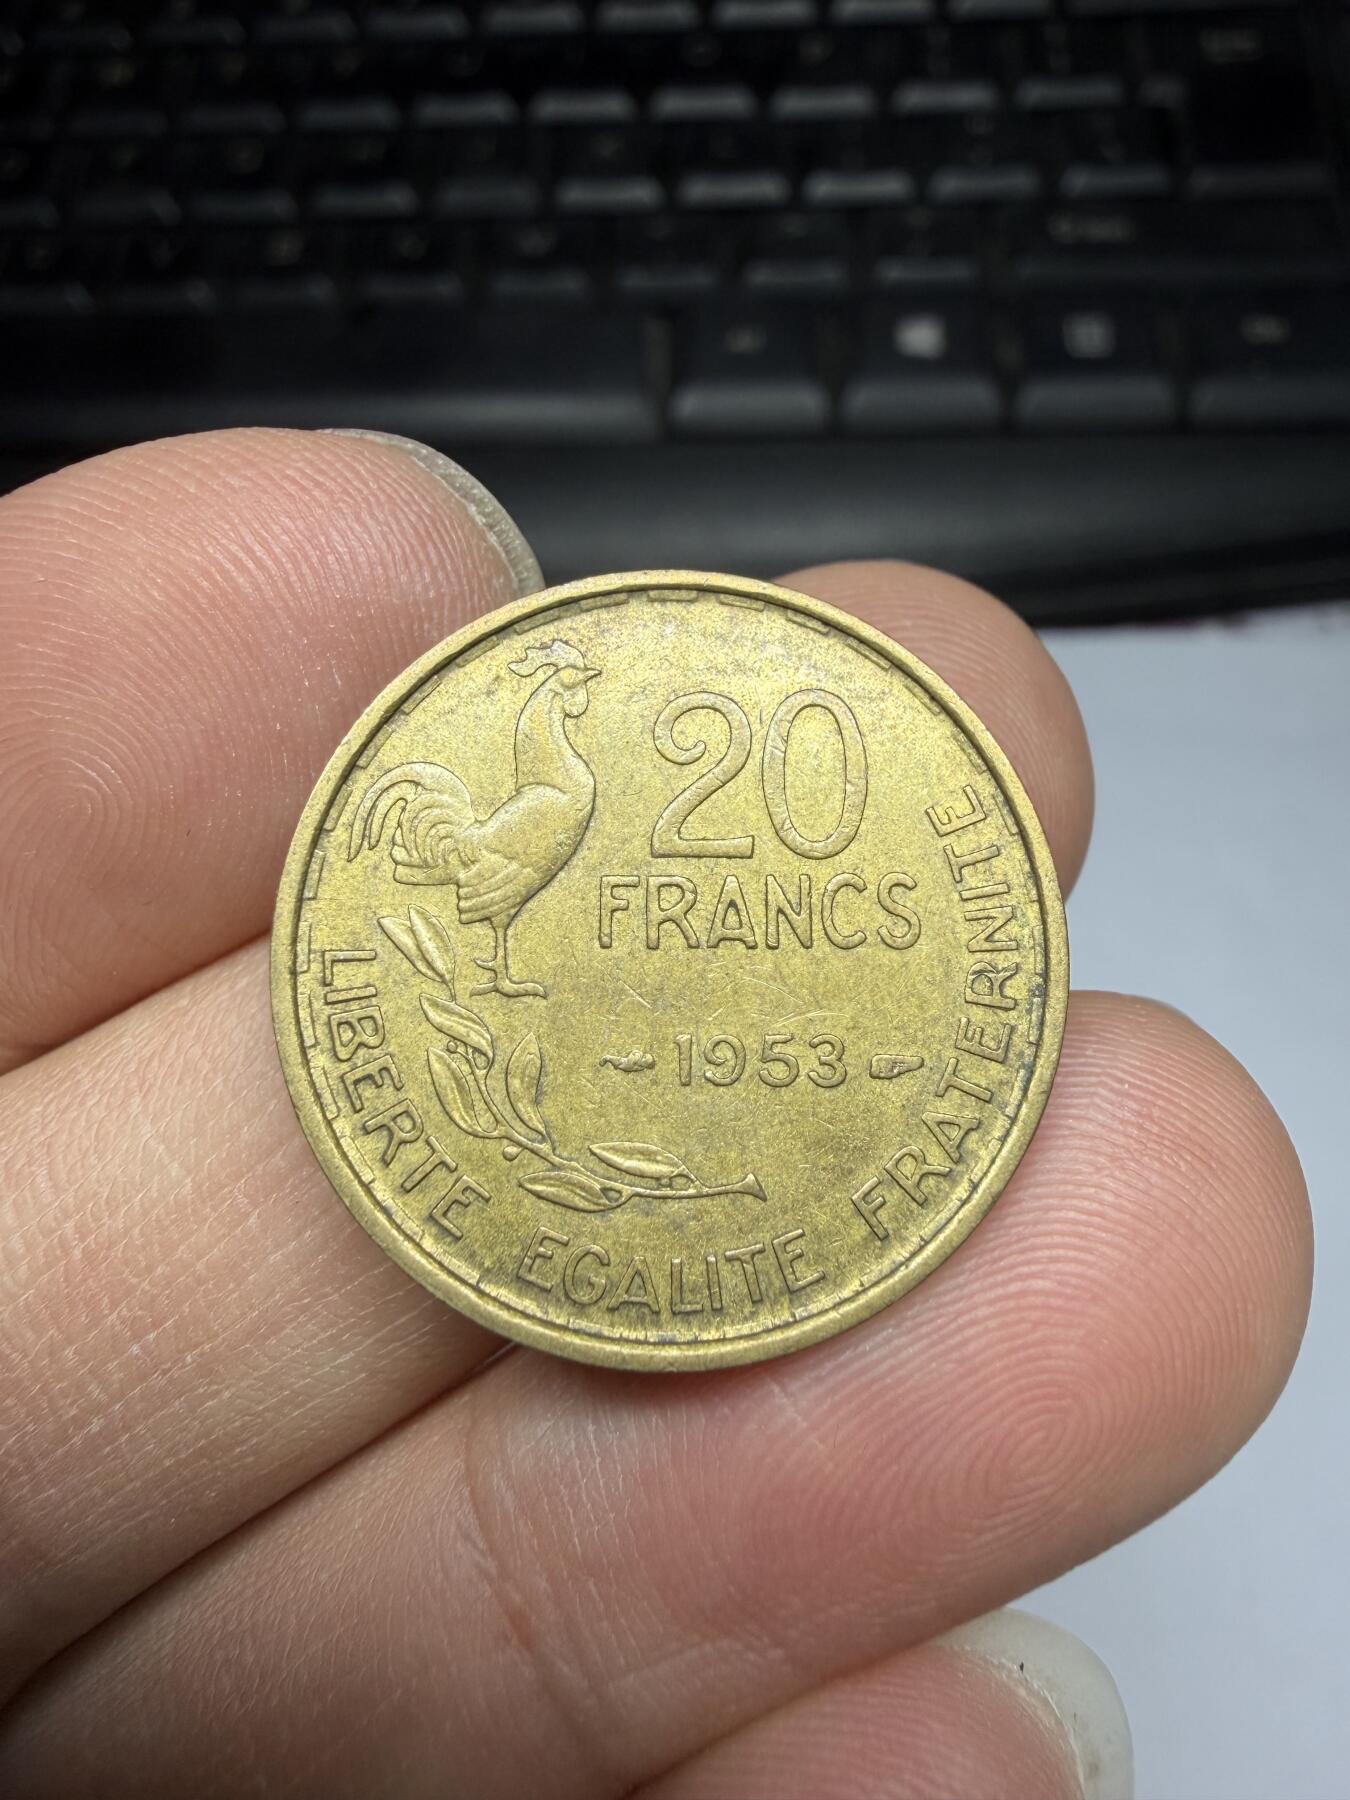 20
FRANCS
1953
LIBERTE EGALITE FRATERNITE